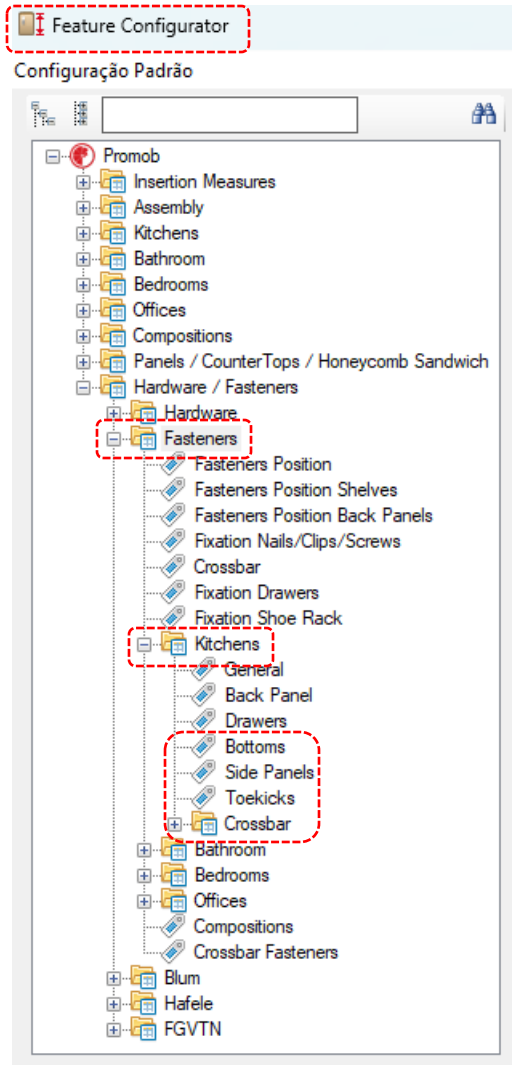 Feature Configurator
Configuração Padrão
Promob
Insertion Measures
Assembly
Kitchens
Bathroom
Bedrooms
Offices
Compositions
Panels / CounterTops / Honeycomb Sandwich
Hardware / Fasteners
Hardware
Fasteners
Fasteners Position
Fasteners Position Shelves
Fasteners Position Back Panels
Fixation Nails/Clips/Screws
Crossbar
Fixation Drawers
Fixation Shoe Rack
Kitchens
General
Back Panel
Drawers
Bottoms
Side Panels
Toekicks
Crossbar
Bathroom
Bedrooms
Offices
Compositions
Crossbar Fasteners
Blum
Hafele
FGVTN